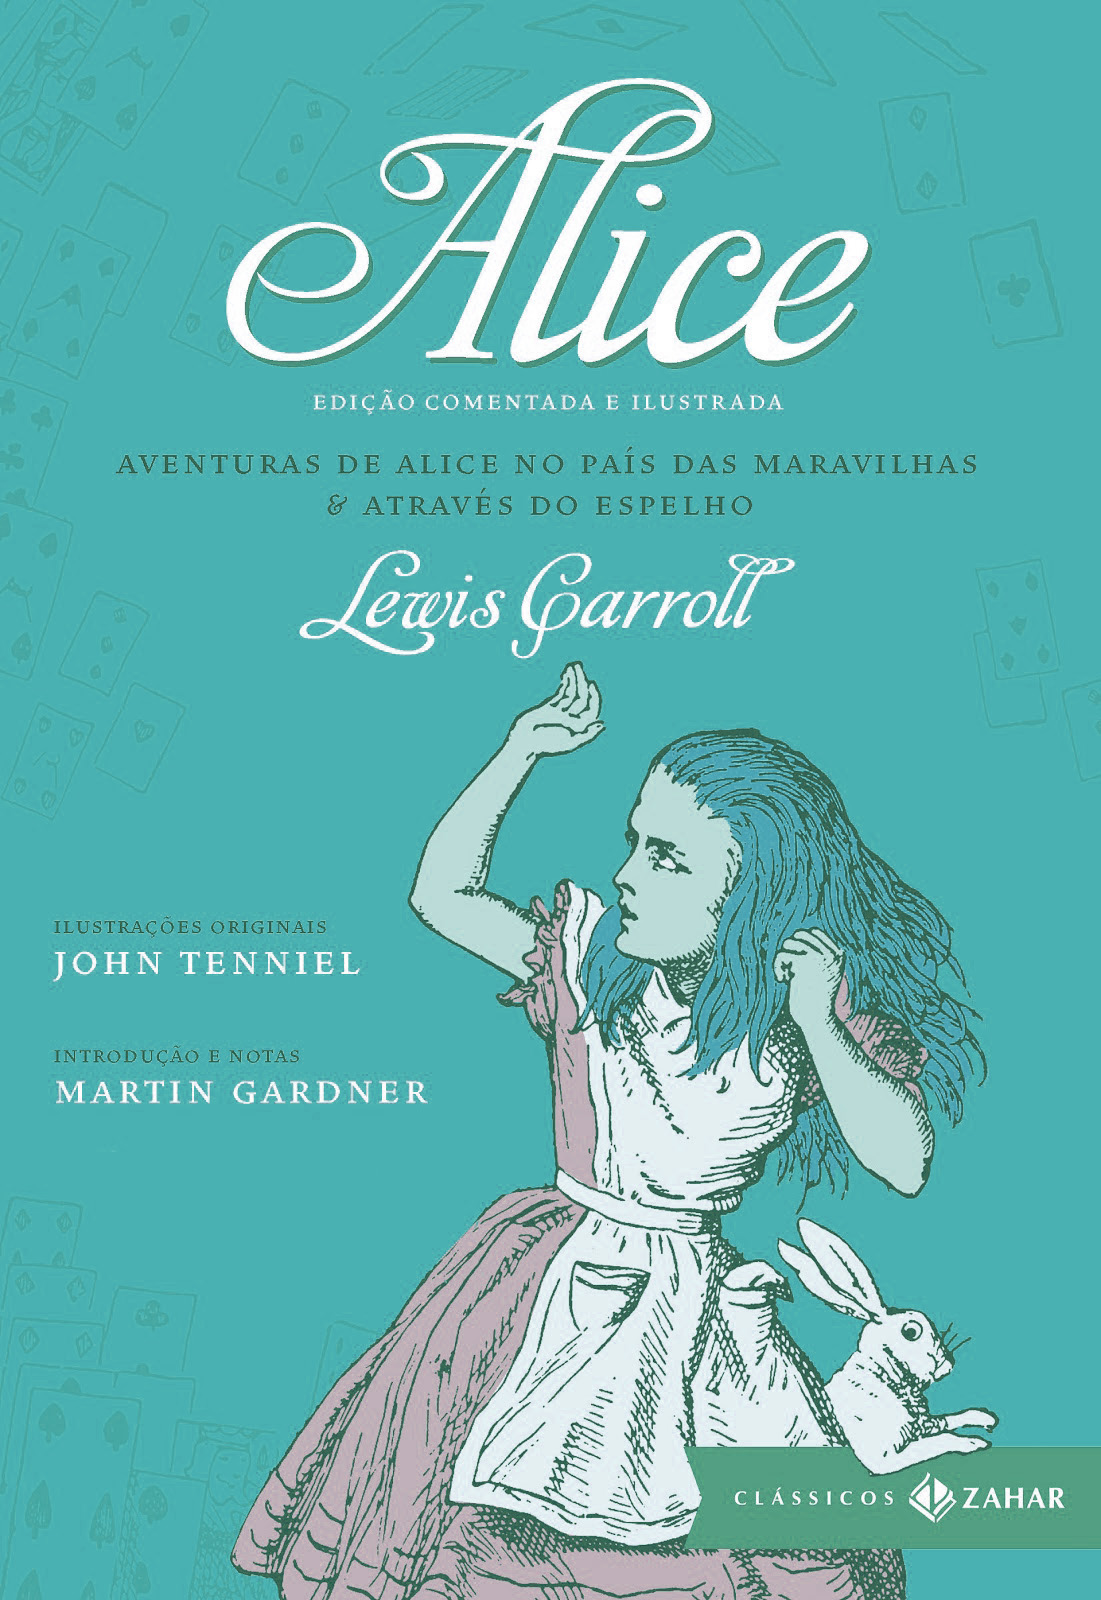 Alice
EDIÇÃO COMENTADA E ILUSTRADA
AVENTURAS DE ALICE NO PAÍS DAS MARAVILHAS
& ATRAVÉS DO ESPELHO
Lewis Carroll
ILUSTRAÇÕES ORIGINAIS
JOHN TENNIEL
INTRODUÇÃO E NOTAS
MARTIN GARDNER
CLÁSSICOS ZAHAR